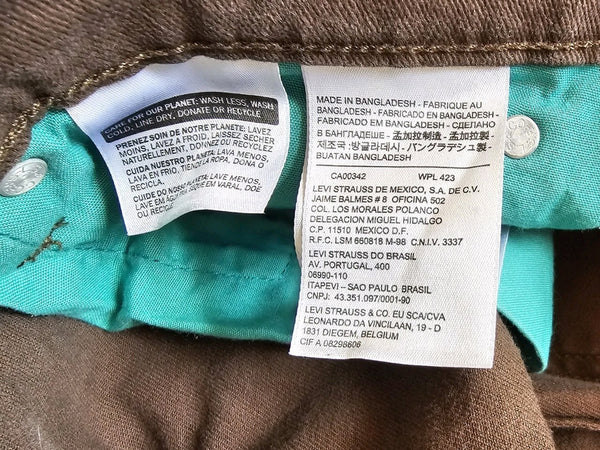 CARE FOR OUR PLANET: WASH LESS, WASH
COLD, LINE DRY, DONATE OR RECYCLE
PRENEZ SOIN DE NOTRE PLANÈTE: LAVEZ
MOINS, LAVEZ A FROID, LAISSEZ SÉCHER
NATURELLEMENT, DONNEZ OU RECYCLEZ
CUIDA NUESTRO PLANETA: LAVA MENOS,
LAVA EN FRIO, TIENDE LA ROPA, DONA O
RECICLA.
CUIDE DO NOSSO PLANETA: LAVE MENOS,
LAVE EM EM VARAL, DOE
OU RECICLE
MADE IN BANGLADESH - FABRIQUE AU
BANGLADESH - FABRICADO EN BANGLADESH -
FABRICADO EM BANGLADESH - СДЕЛАНО
В БАНГЛАДЕШЕ - 孟加拉制造 - 孟加拉製 -
제조국: 방글라데시 - バングラデシュ製 -
BUATAN BANGLADESH
CA00342 WPL 423
LEVI STRAUSS DE MEXICO, S.A. DE C.V.
JAIME BALMES # 8 OFICINA 502
COL. LOS MORALES POLANCO
DELEGACION MIGUEL HIDALGO
C.P. 11510 MEXICO D.F.
R.F.C. LSM 660818 M-98 C.N.I.V. 3337
LEVI STRAUSS DO BRASIL
AV. PORTUGAL, 400
06990-110
ITAPEVI – SAO PAULO BRASIL
CNPJ: 43.351.097/0001-90
LEVI STRAUSS & CO. EU SCA/CVA
LEONARDO DA VINCILAAN, 19 - D
1831 DIEGEM, BELGIUM
CIF A 08298606